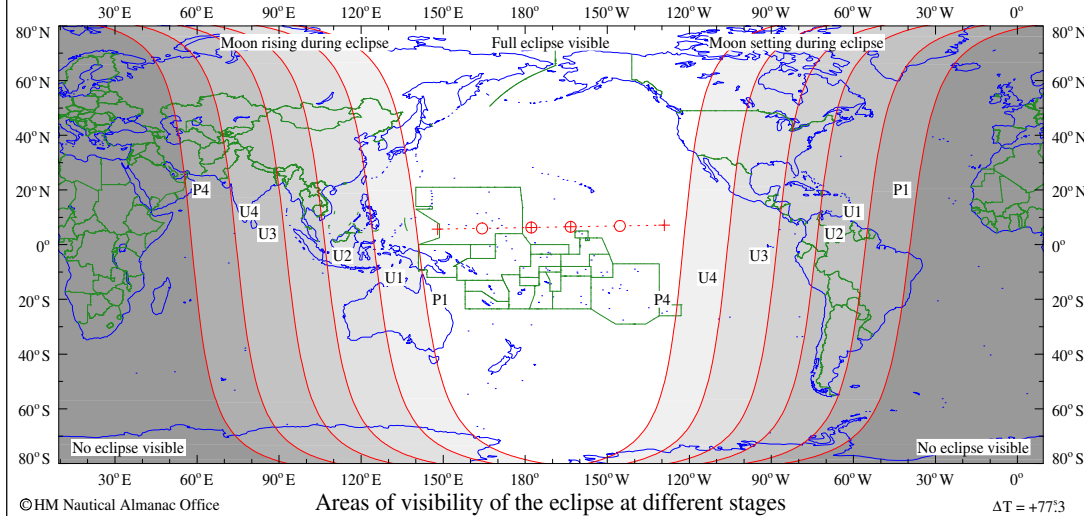 30°E 60°E 90°E 120°E 150°E 180° 150°W 120°W 90°W 60°W 30°W 0°
80°N Moon rising during eclipse Full eclipse visible Moon setting during eclipse 80°N
60°N 60°N
40°N 40°N
20°N P4 P1 20°N
U4 U1
U3 U2
0° U2 U3 0°
U1 U4
20°S P1 P4 20°S
40°S 40°S
60°S 60°S
No eclipse visible No eclipse visible
80°S 80°S
30°E 60°E 90°E 120°E 150°E 180° 150°W 120°W 90°W 60°W 30°W 0°
©HM Nautical Almanac Office Areas of visibility of the eclipse at different stages ΔT = +77ˢ.3